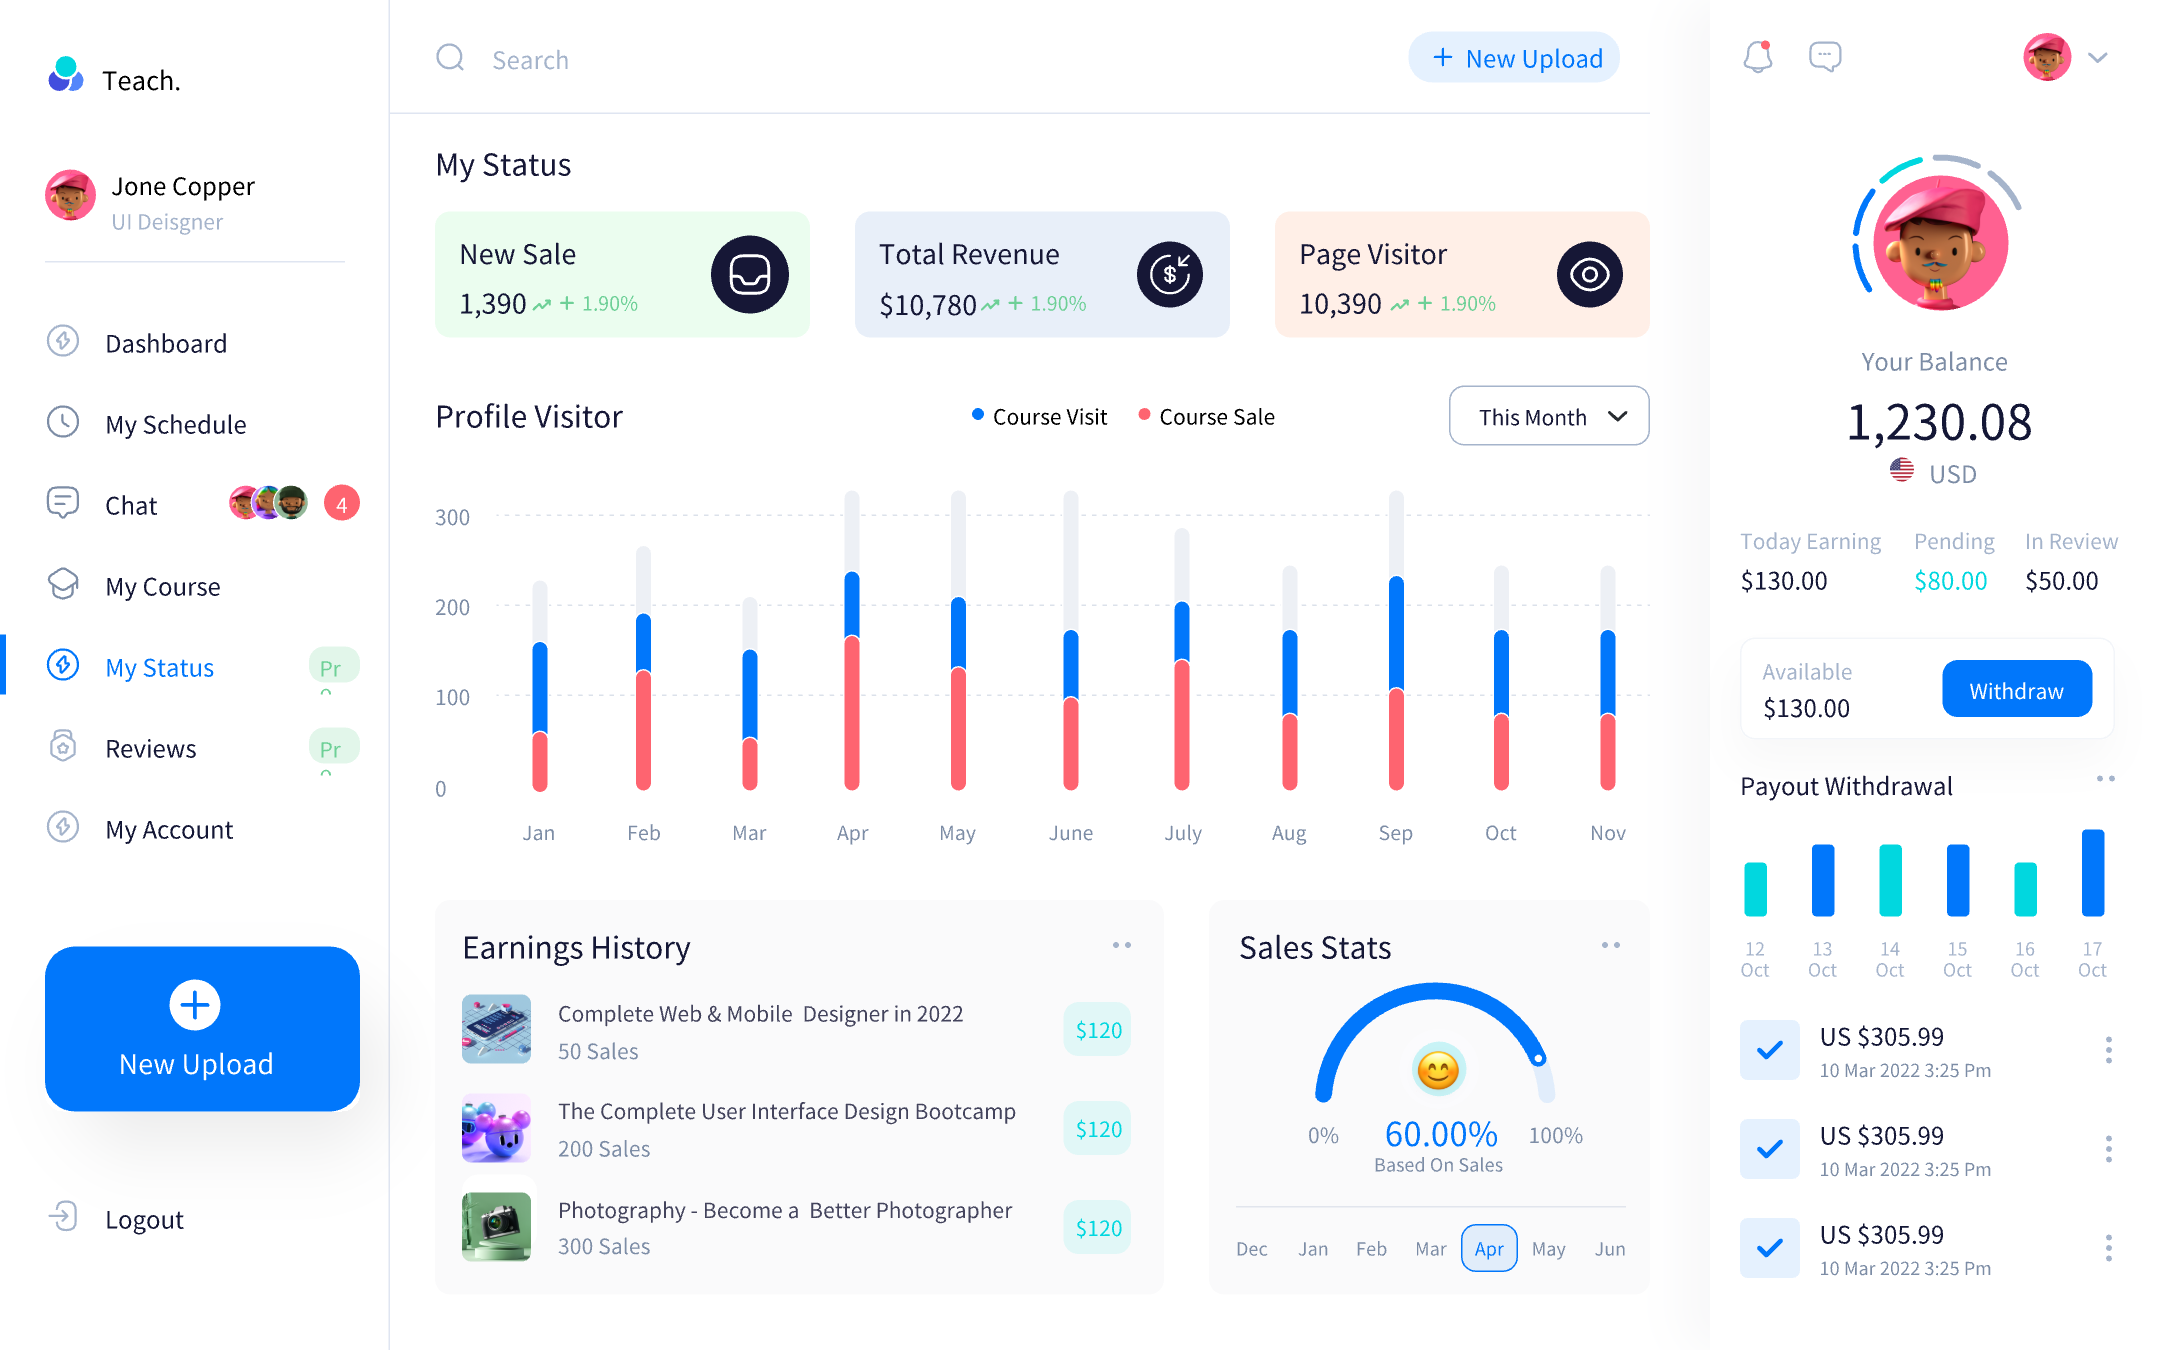 Teach.
Jone Copper
UI Deisgner
Dashboard
My Schedule
Chat
4
My Course
My Status
Pr
Reviews
Pr
My Account
New Upload
Logout
Search
+ New Upload
My Status
New Sale
1,390 + 1.90%
Total Revenue
$
$10,780 + 1.90%
Page Visitor
10,390 + 1.90%
Profile Visitor
Course Visit
Course Sale
This Month
300
200
100
0
Jan Feb Mar Apr May June July Aug Sep Oct Nov
Earnings History
Complete Web & Mobile Designer in 2022
50 Sales
$120
The Complete User Interface Design Bootcamp
200 Sales
$120
Photography - Become a Better Photographer
300 Sales
$120
Sales Stats
0%
60.00%
100%
Based On Sales
Dec Jan Feb Mar Apr May Jun
Your Balance
1,230.08
USD
Today Earning Pending In Review
$130.00 $80.00 $50.00
Available
$130.00
Withdraw
Payout Withdrawal
12 13 14 15 16 17
Oct Oct Oct Oct Oct Oct
US $305.99
10 Mar 2022 3:25 Pm
US $305.99
10 Mar 2022 3:25 Pm
US $305.99
10 Mar 2022 3:25 Pm